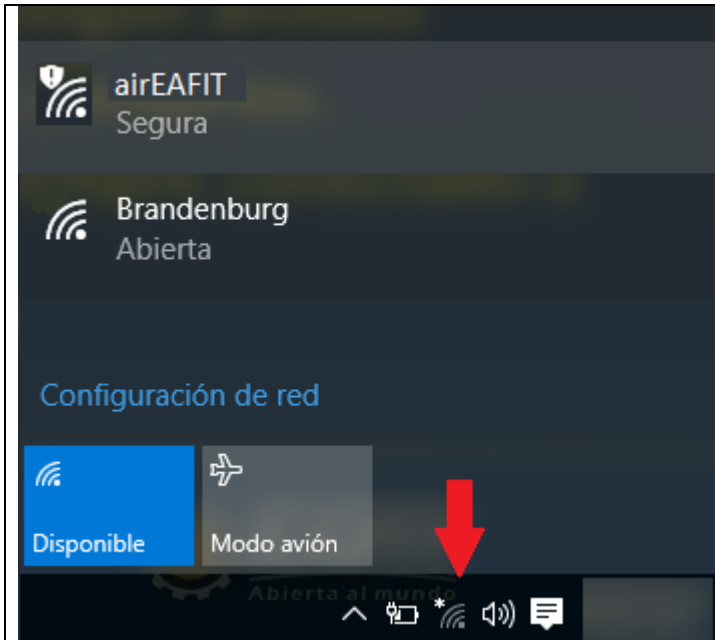 airEAFIT
Segura
Brandenburg
Abierta
Configuración de red
Disponible
Modo avión
Abierta al mundo